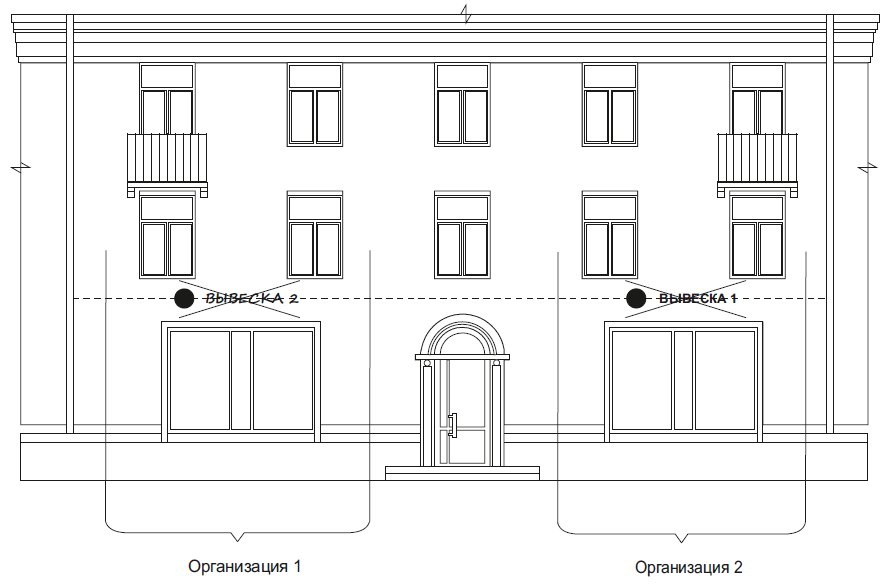 ВЫВЕСКА 2
ВЫВЕСКА 1
Организация 1
Организация 2